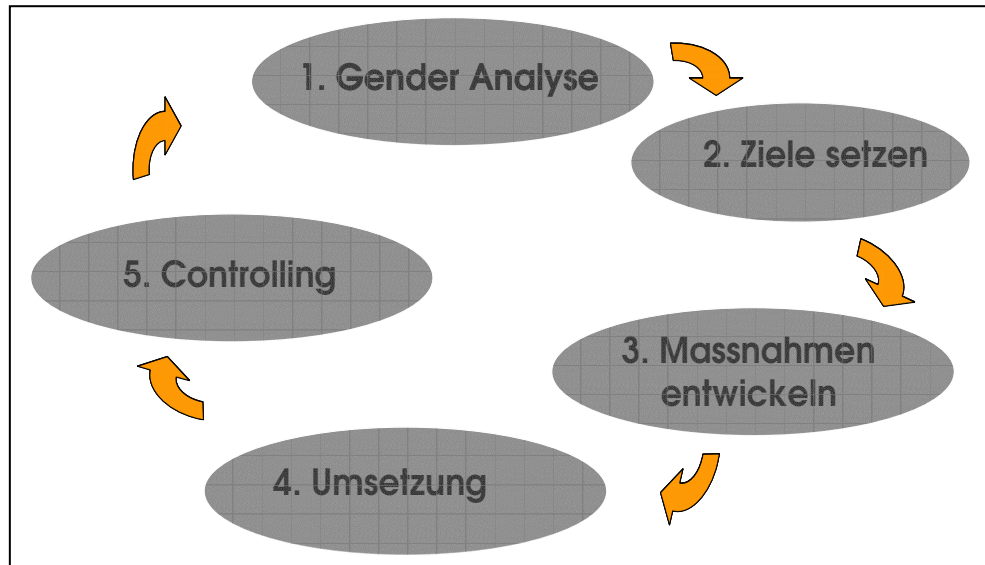 1. Gender Analyse
2. Ziele setzen
3. Massnahmen
entwickeln
4. Umsetzung
5. Controlling